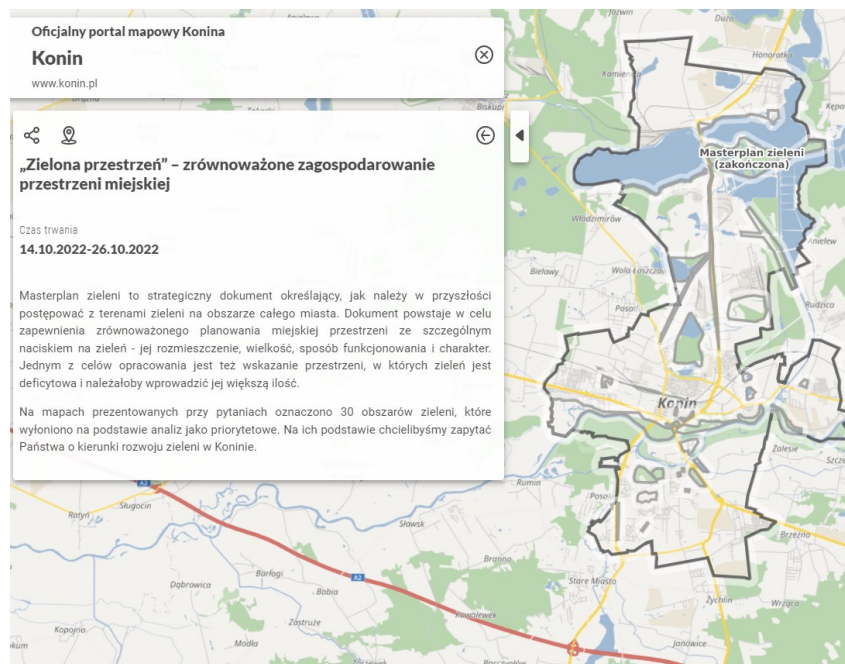 Oficjalny portal mapowy Konina
Konin
www.konin.pl
„Zielona przestrzeń” – zrównoważone zagospodarowanie
przestrzeni miejskiej
Czas trwania
14.10.2022-26.10.2022
Masterplan zieleni to strategiczny dokument określający, jak należy w przyszłości
postępować z terenami zieleni na obszarze całego miasta. Dokument powstaje w celu
zapewnienia zrównoważonego planowania miejskiej przestrzeni ze szczególnym
naciskiem na zieleń - jej rozmieszczenie, wielkość, sposób funkcjonowania i charakter.
Jednym z celów opracowania jest też wskazanie przestrzeni, w których zieleń jest
deficytowa i należałoby wprowadzić jej większą ilość.
Na mapach prezentowanych przy pytaniach oznaczono 30 obszarów zieleni, które
wyłoniono na podstawie analiz jako priorytetowe. Na ich podstawie chcielibyśmy zapytać
Państwa o kierunki rozwoju zieleni w Koninie.
Honoratka
Masterplan zieleni
(zakończona)
Włodzimirów
Anielew
Bielawy
Rudzica
Konin
Zalesie
Rumin
A2
Sługocin
Ratyń
Sławsk
Brzeźno
Branno
Barłogi
A2
Stare Miasto
Dąbrowica
Babia
Żychlin
Wrząca
Kopojno
Zastruże
Kowalewek
Modła
Janowice